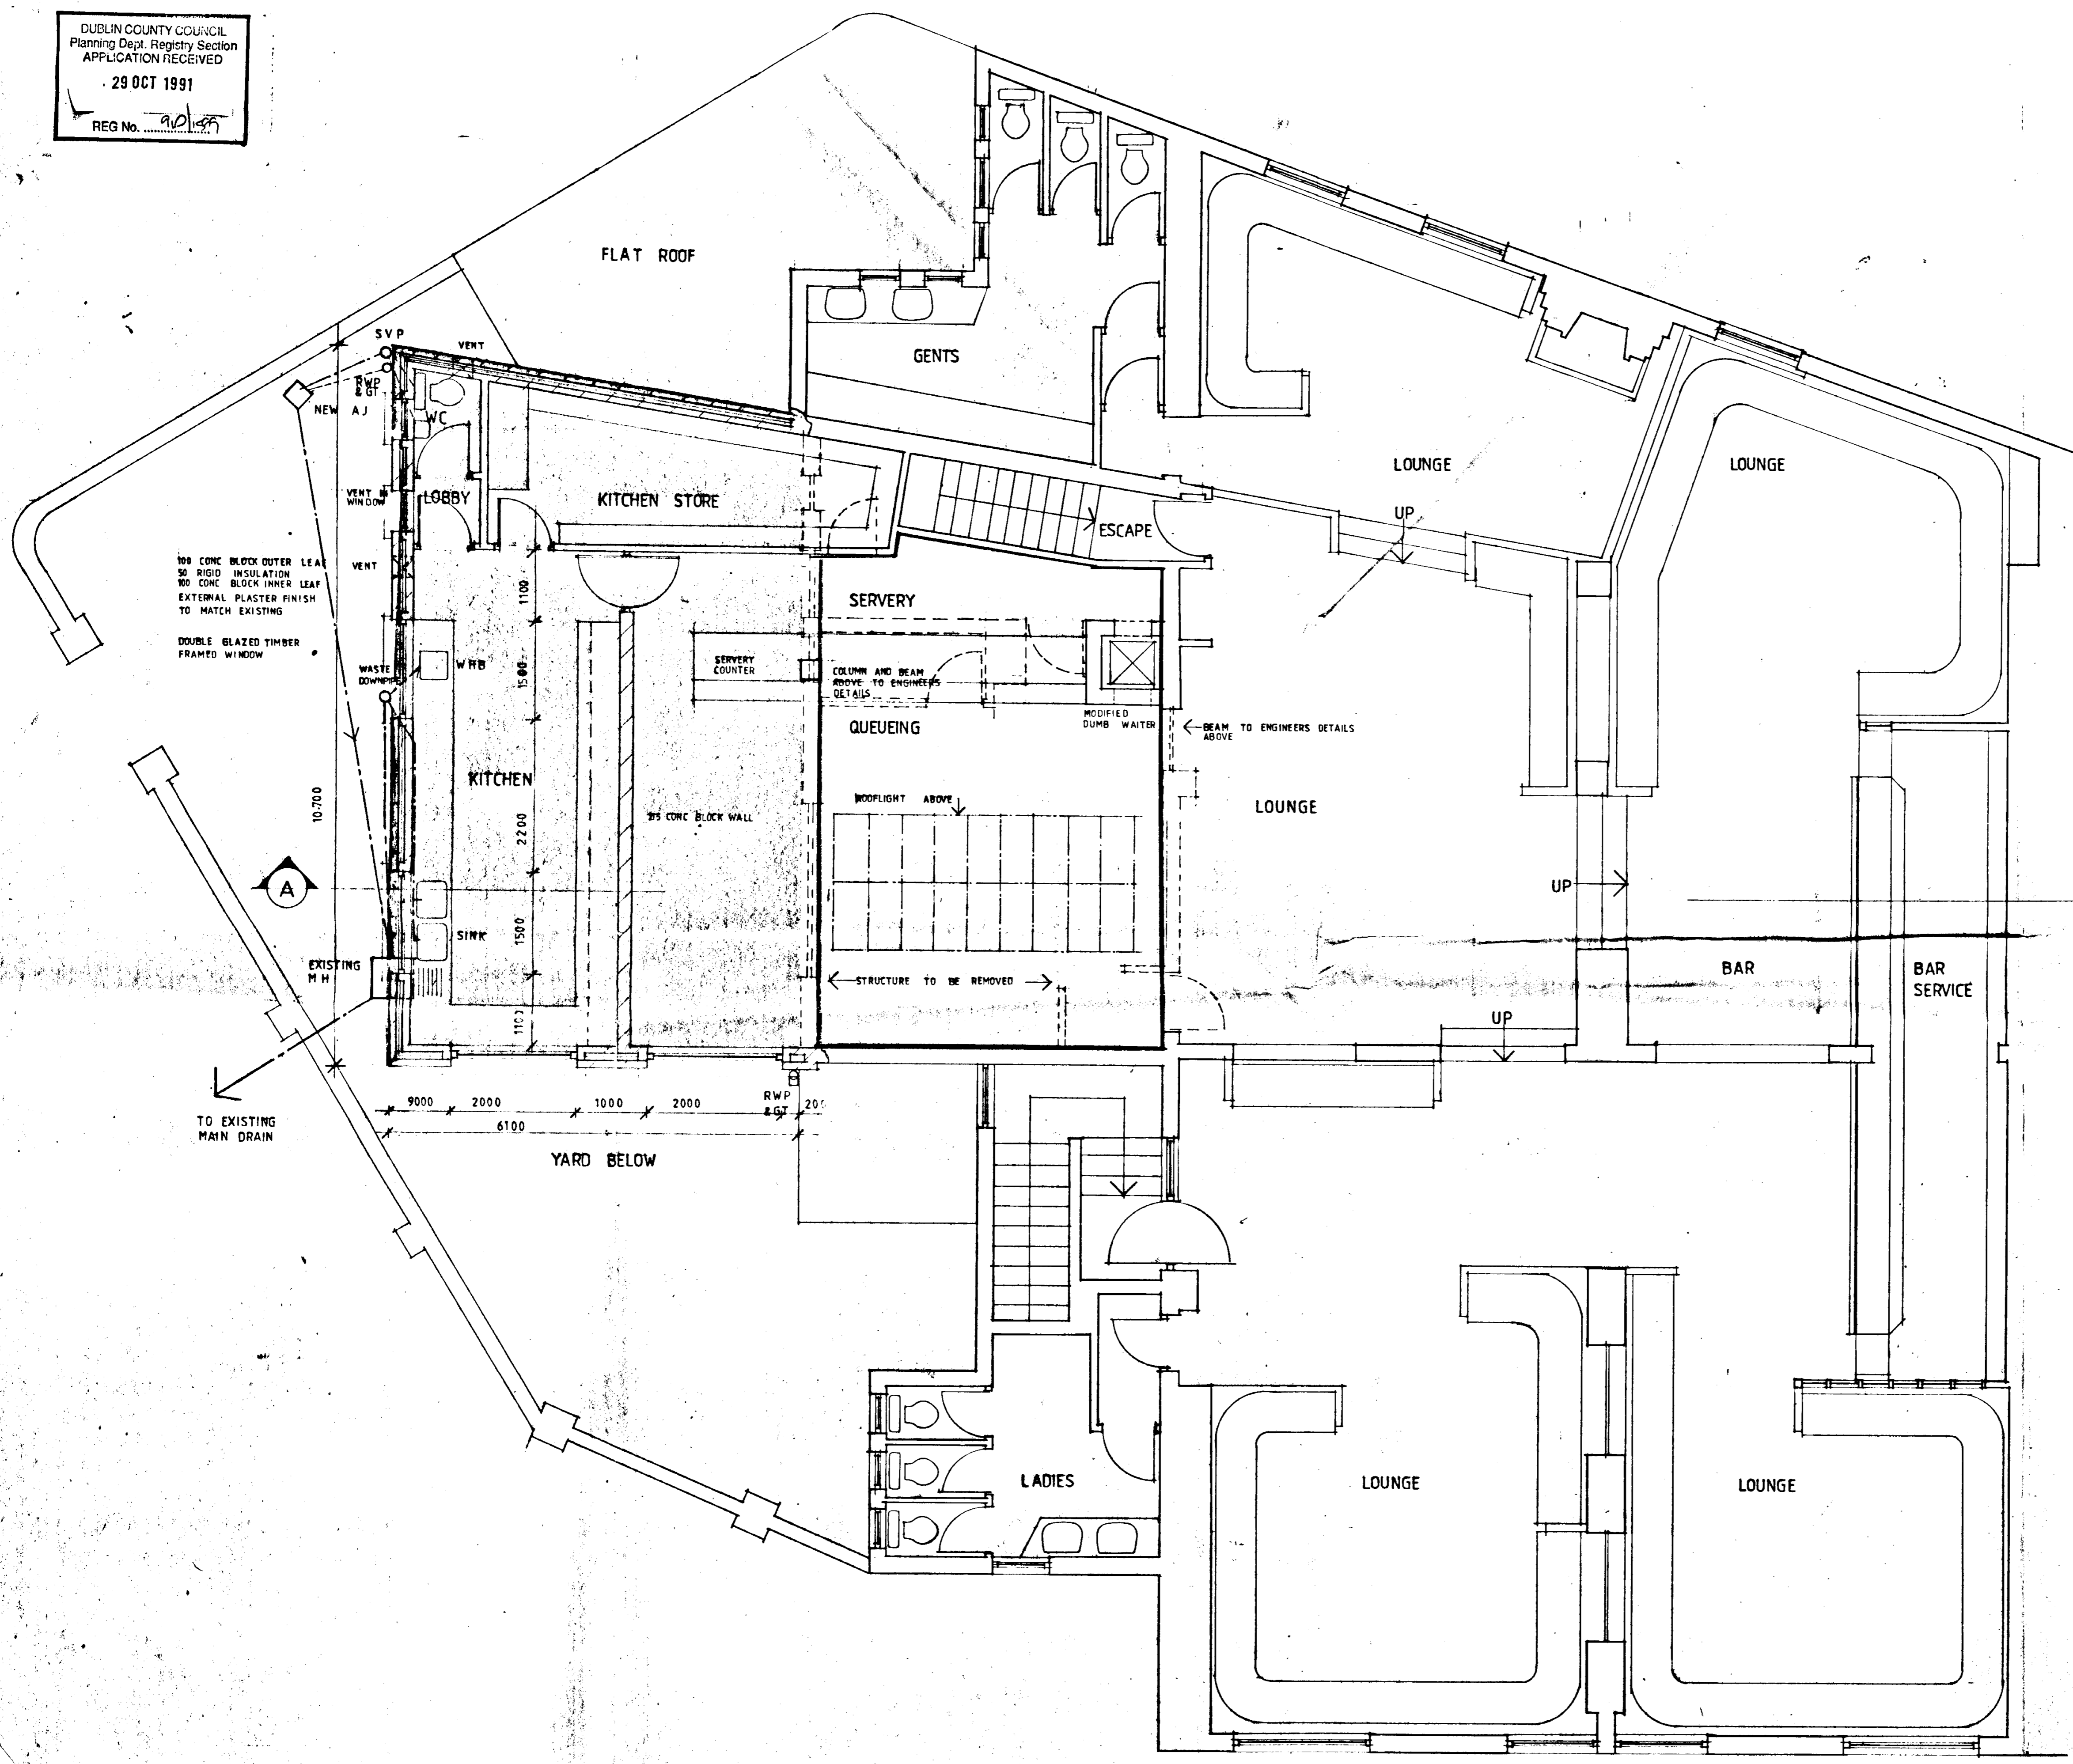 DUBLIN COUNTY COUNCIL
Planning Dept. Registry Section
APPLICATION RECEIVED
29 OCT 1991
REG No.
FLAT ROOF
GENTS
S V P
VENT
RWP
& GT
NEW AJ
WC
VENT
WINDOW
LOBBY
KITCHEN STORE
ESCAPE
LOUNGE
LOUNGE
UP
100 CONC BLOCK OUTER LEAF
50 RIGID INSULATION
100 CONC BLOCK INNER LEAF
EXTERNAL PLASTER FINISH
TO MATCH EXISTING
DOUBLE GLAZED TIMBER
FRAMED WINDOW
VENT
1100
SERVERY
WASTE
DOWNPIPE
WHB
1500
SERVERY
COUNTER
COLUMN AND BEAM
ABOVE TO ENGINEERS
DETAILS
MODIFIED
DUMB WAITER
QUEUEING
BEAM TO ENGINEERS DETAILS
ABOVE
KITCHEN
10.700
2200
215 CONC BLOCK WALL
ROOFLIGHT ABOVE
LOUNGE
A
UP
1500
SINK
EXISTING
M H
STRUCTURE TO BE REMOVED
BAR
BAR
SERVICE
1100
UP
TO EXISTING
MAIN DRAIN
9000
2000
1000
2000
RWP
& GT
6100
YARD BELOW
LADIES
LOUNGE
LOUNGE